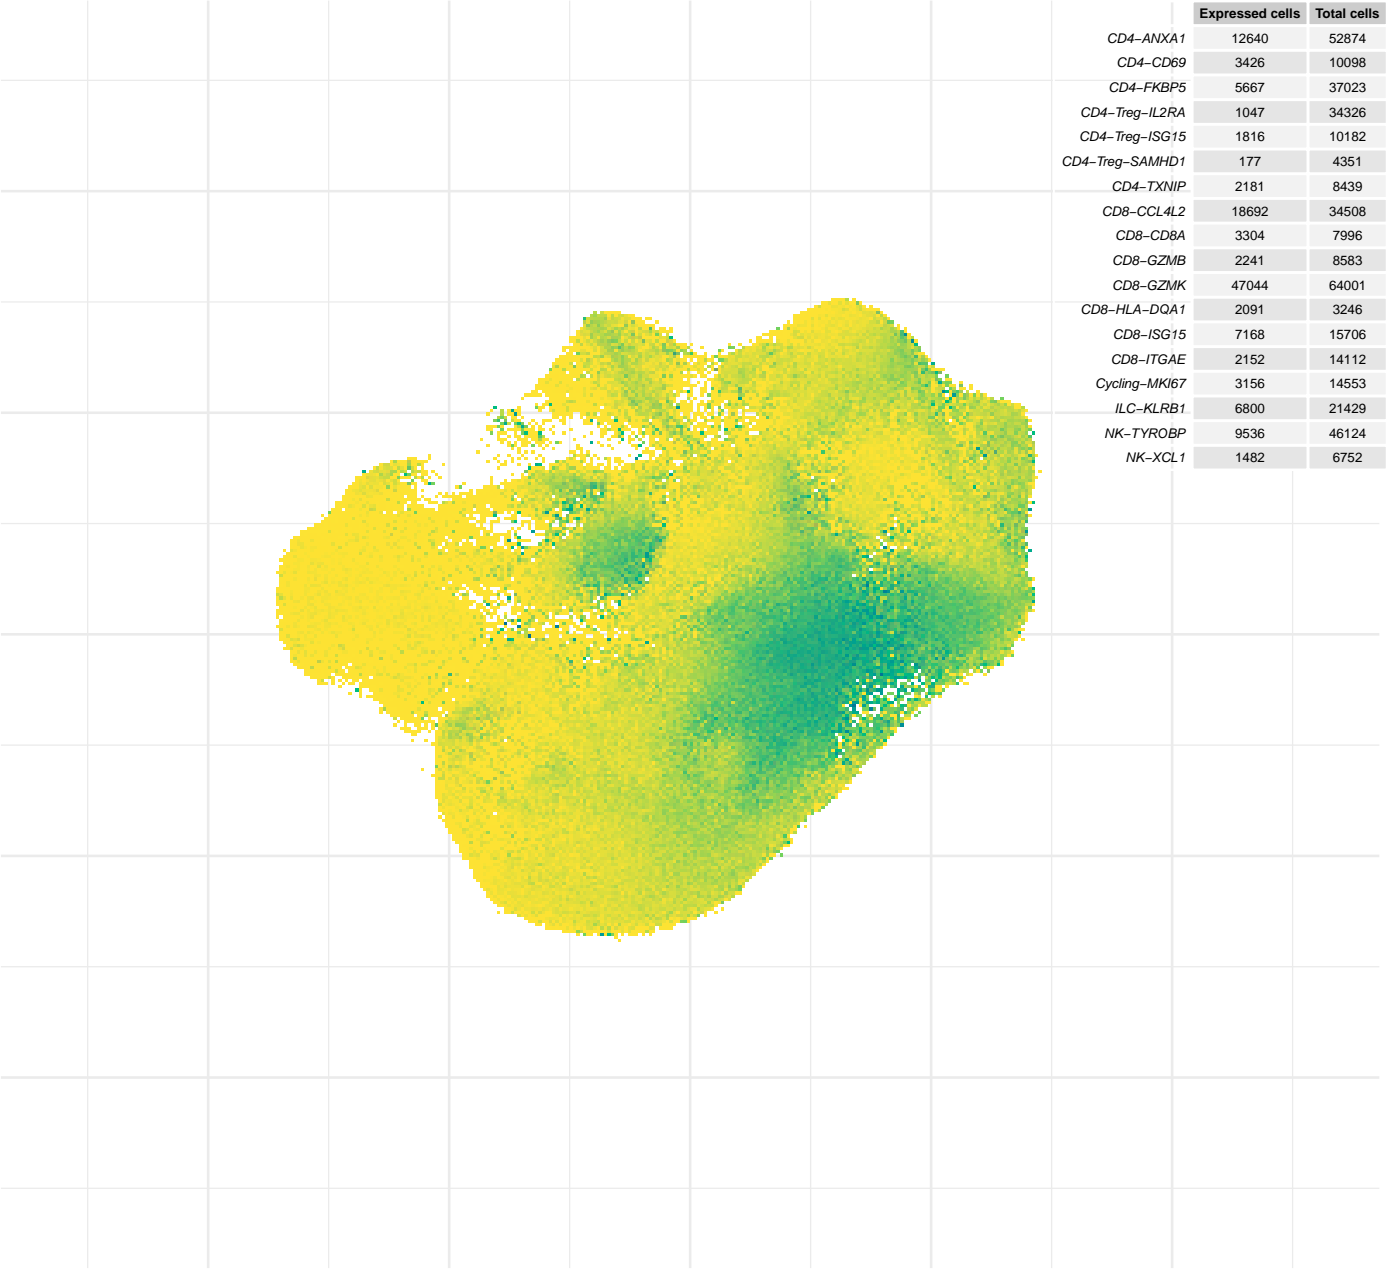 Expressed cells Total cells
CD4−ANXA1 12640 52874
CD4−CD69 3426 10098
CD4−FKBP5 5667 37023
CD4−Treg−IL2RA 1047 34326
CD4−Treg−ISG15 1816 10182
CD4−Treg−SAMHD1 177 4351
CD4−TXNIP 2181 8439
CD8−CCL4L2 18692 34508
CD8−CD8A 3304 7996
CD8−GZMB 2241 8583
CD8−GZMK 47044 64001
CD8−HLA−DQA1 2091 3246
CD8−ISG15 7168 15706
CD8−ITGAE 2152 14112
Cycling−MKI67 3156 14553
ILC−KLRB1 6800 21429
NK−TYROBP 9536 46124
NK−XCL1 1482 6752